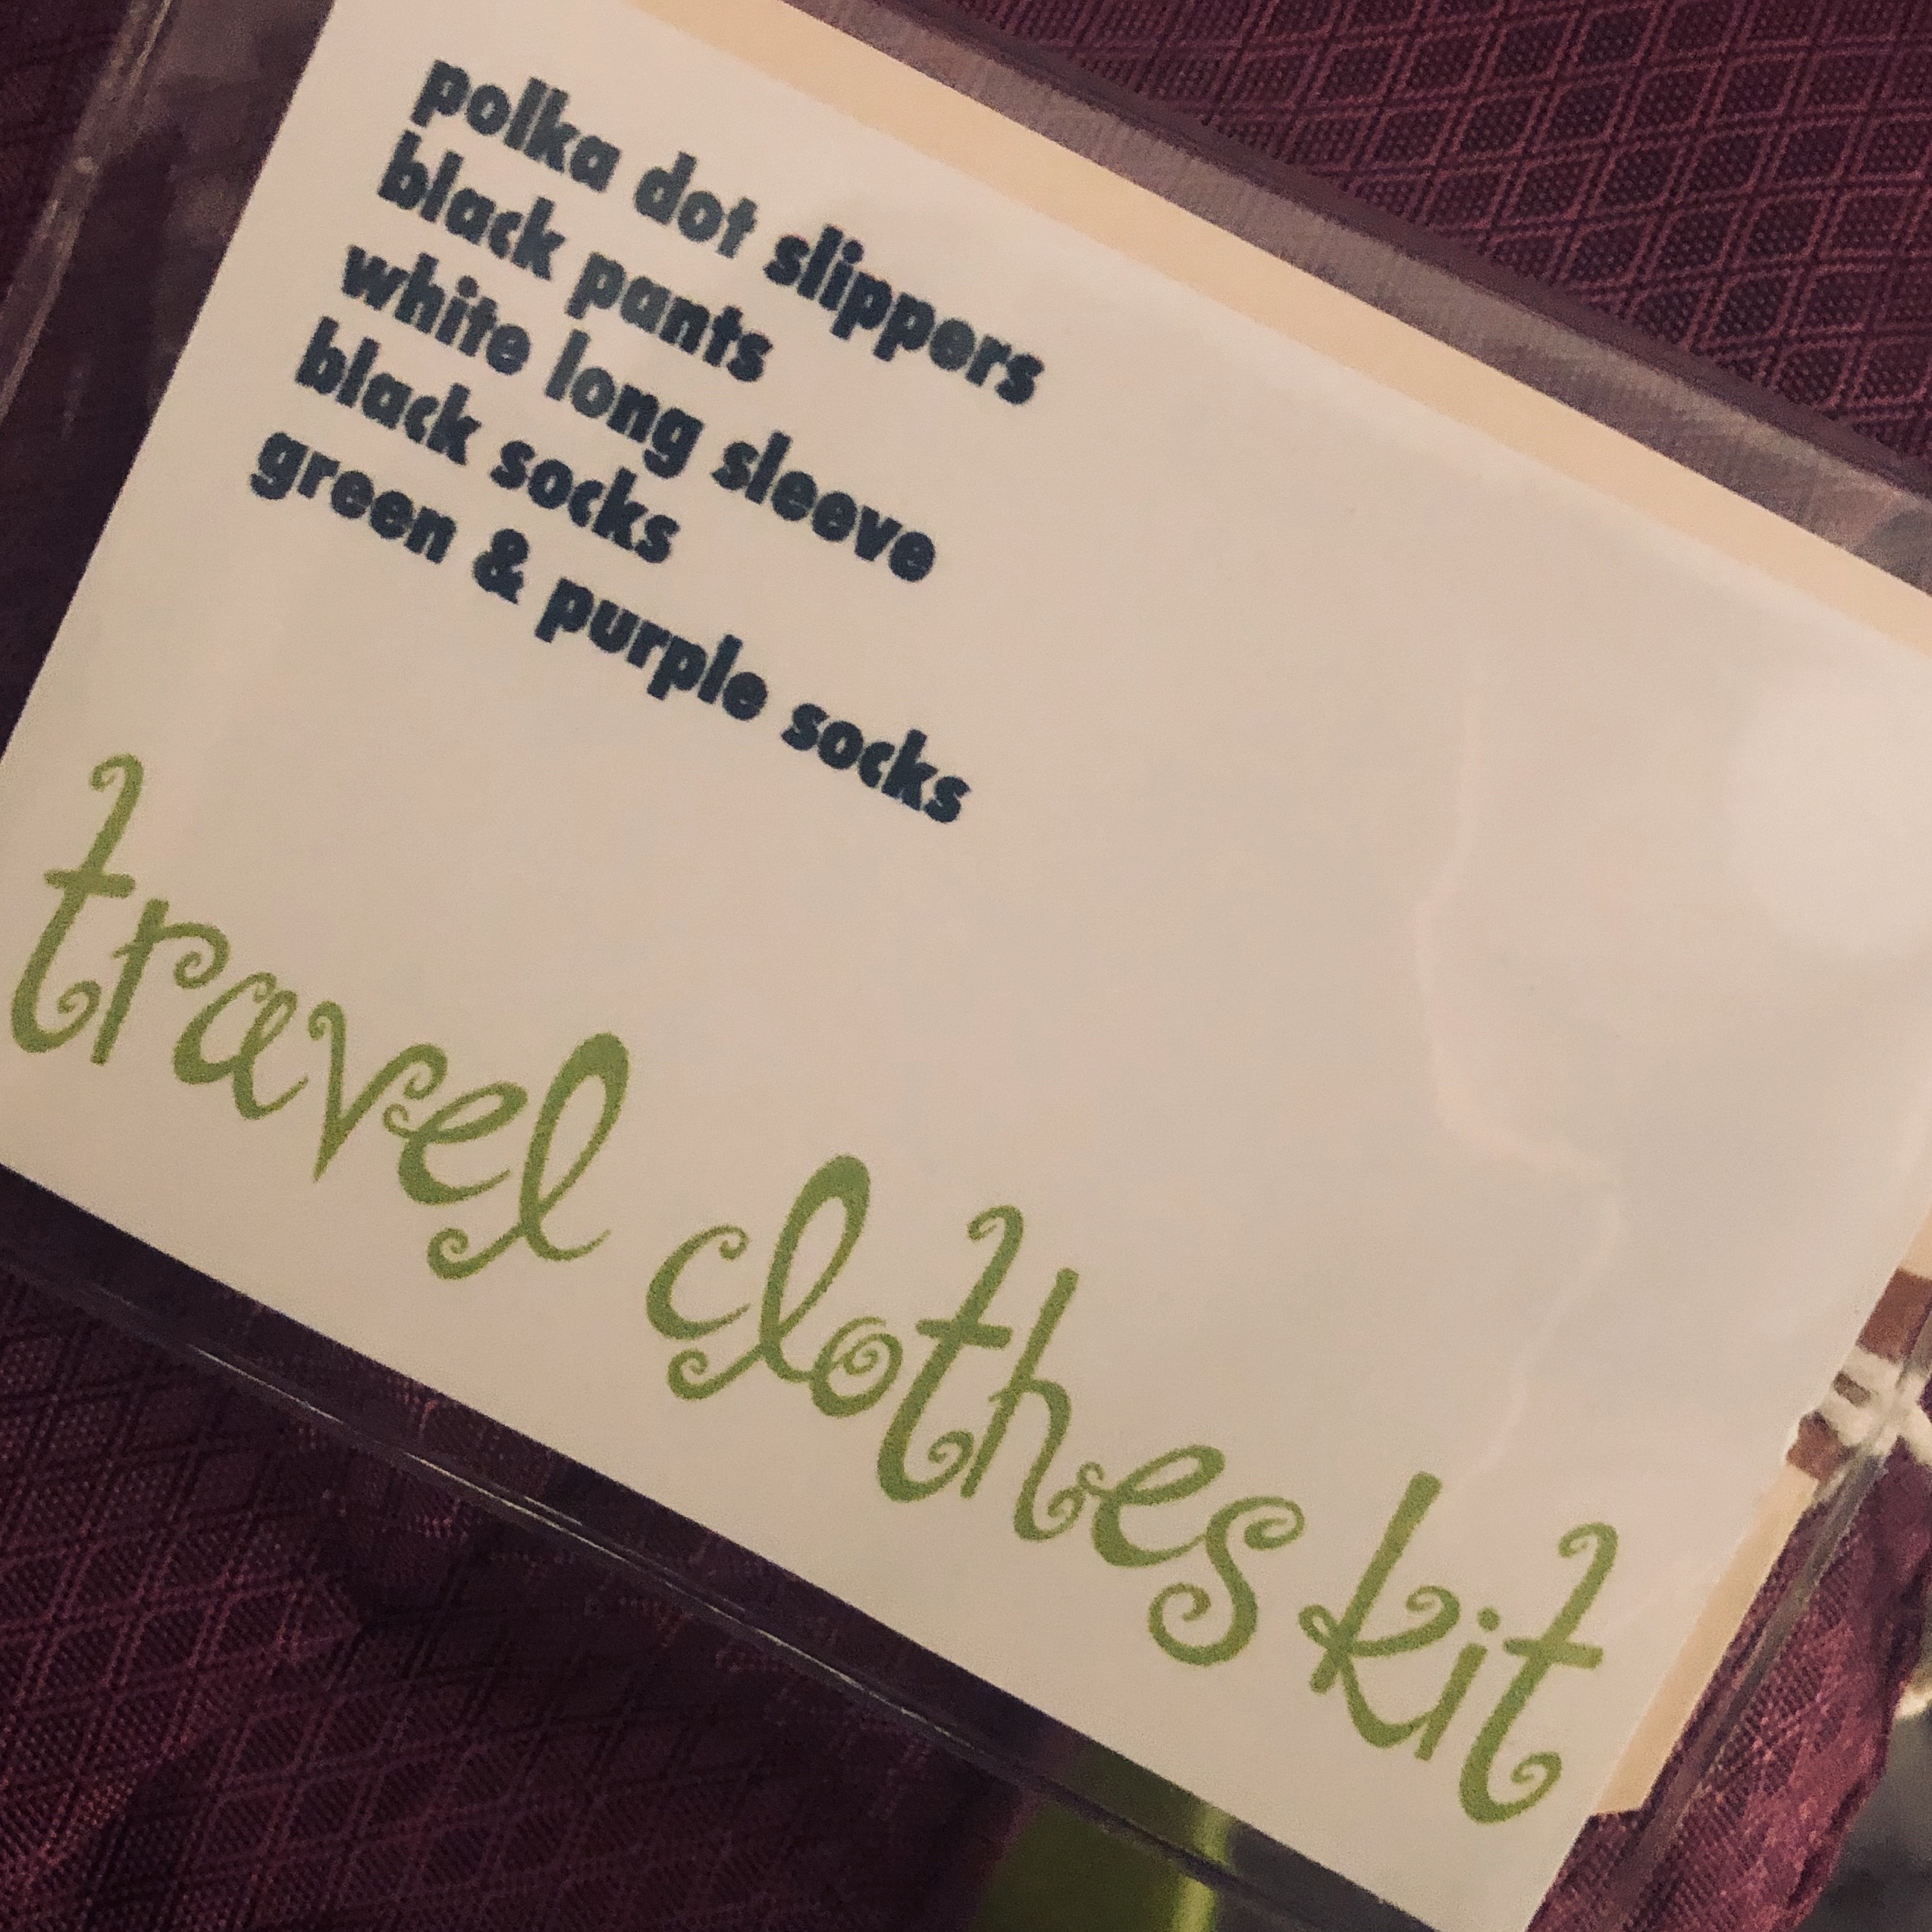 polka dot slippers
black pants
white long sleeve
black socks
green & purple socks
travel clothes kit